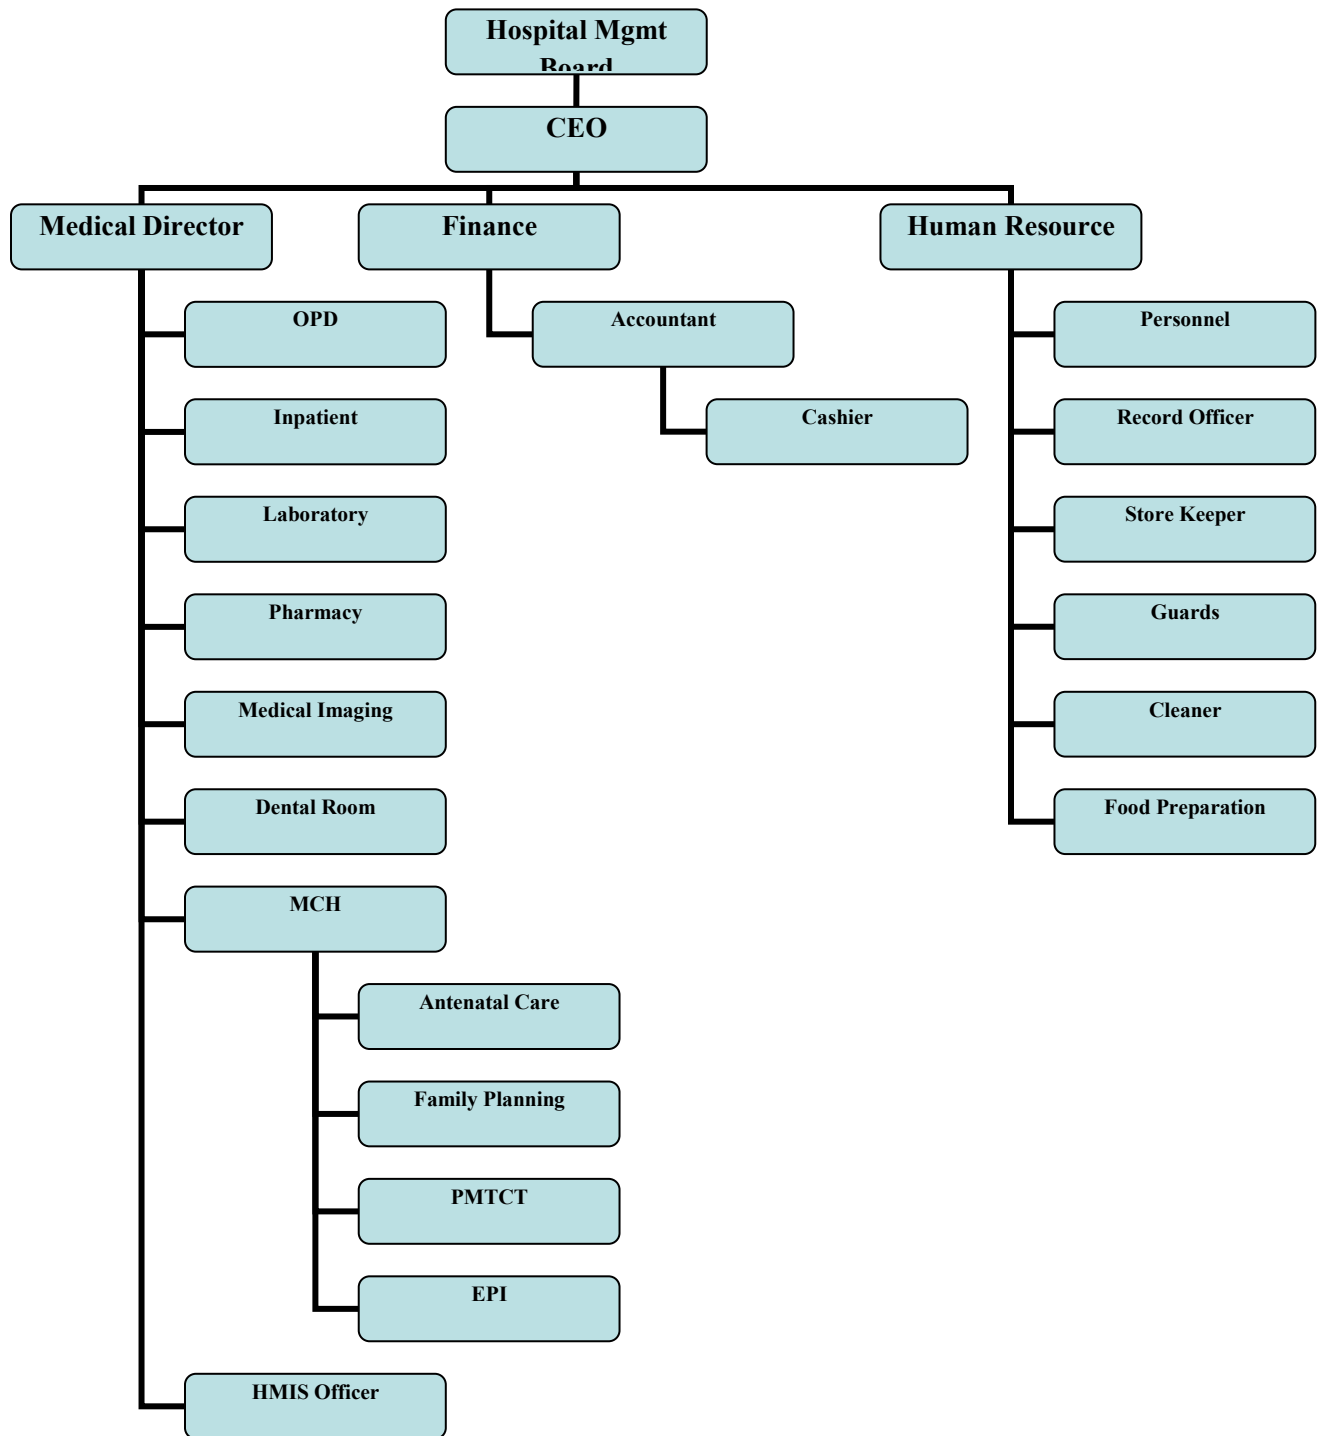 Hospital Mgmt
Board
CEO
Medical Director
Finance
Human Resource
OPD
Accountant
Personnel
Inpatient
Cashier
Record Officer
Laboratory
Store Keeper
Pharmacy
Guards
Medical Imaging
Cleaner
Dental Room
Food Preparation
MCH
Antenatal Care
Family Planning
PMTCT
EPI
HMIS Officer